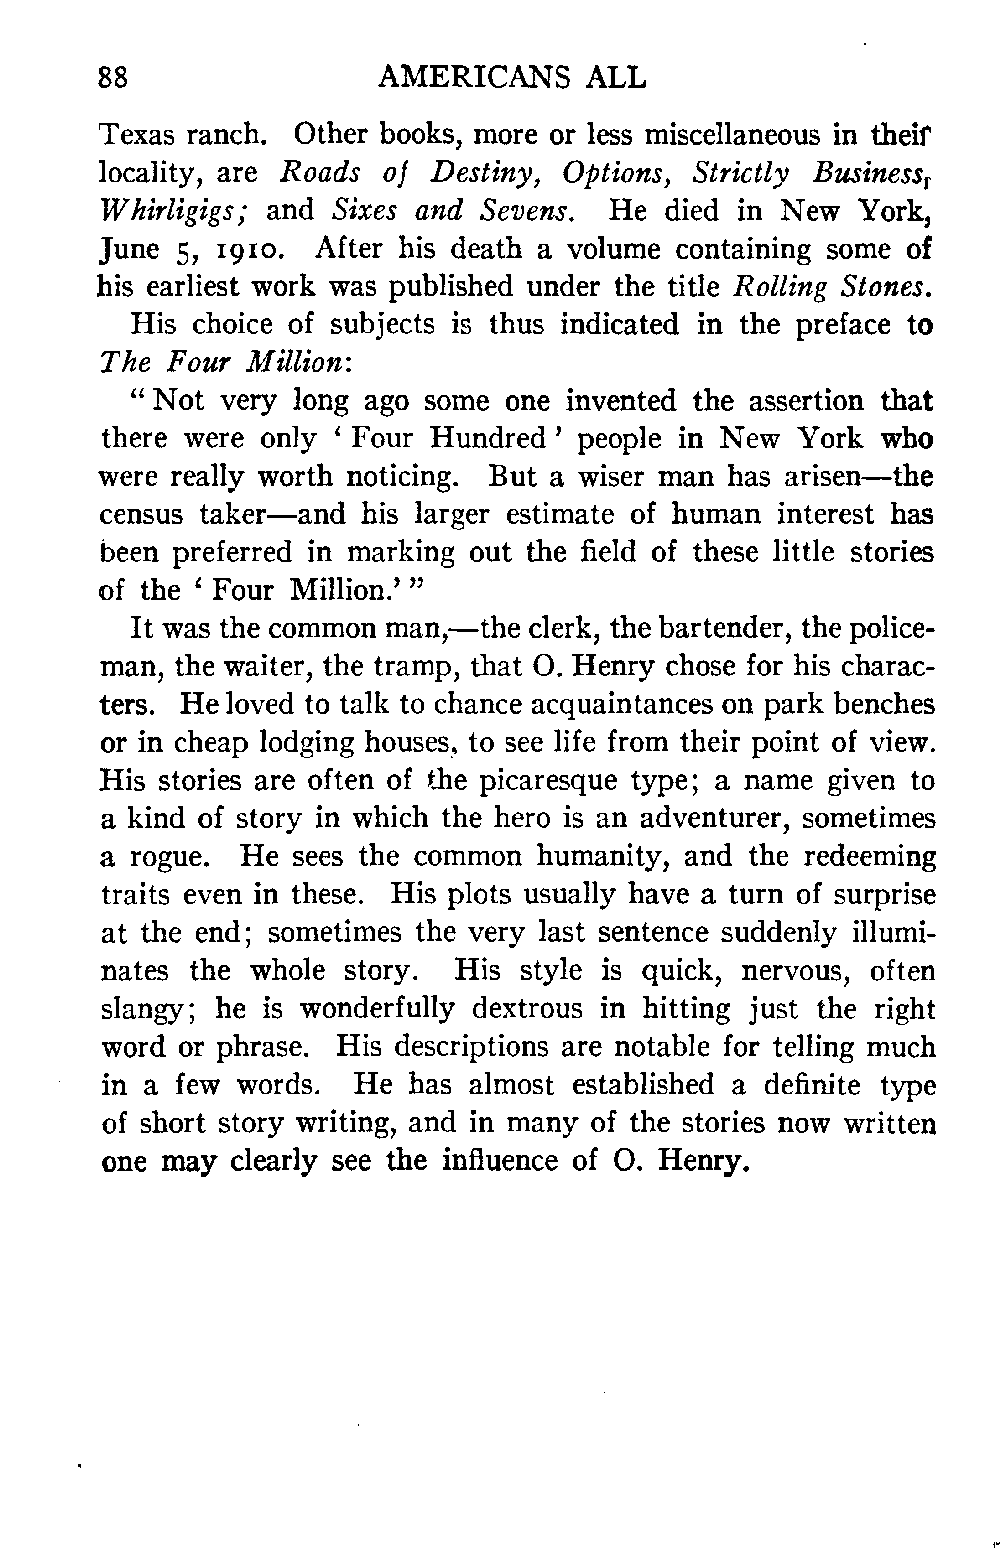 88 AMERICANS ALL
Texas ranch. Other books, more or less miscellaneous in their
locality, are Roads of Destiny, Options, Strictly Business,
Whirligigs; and Sixes and Sevens. He died in New York,
June 5, 1910. After his death a volume containing some of
his earliest work was published under the title Rolling Stones.
His choice of subjects is thus indicated in the preface to
The Four Million:
“ Not very long ago some one invented the assertion that
there were only ‘ Four Hundred ’ people in New York who
were really worth noticing. But a wiser man has arisen—the
census taker—and his larger estimate of human interest has
been preferred in marking out the field of these little stories
of the ‘ Four Million.’ ”
It was the common man,—the clerk, the bartender, the police-
man, the waiter, the tramp, that O. Henry chose for his charac-
ters. He loved to talk to chance acquaintances on park benches
or in cheap lodging houses, to see life from their point of view.
His stories are often of the picaresque type; a name given to
a kind of story in which the hero is an adventurer, sometimes
a rogue. He sees the common humanity, and the redeeming
traits even in these. His plots usually have a turn of surprise
at the end; sometimes the very last sentence suddenly illumi-
nates the whole story. His style is quick, nervous, often
slangy; he is wonderfully dextrous in hitting just the right
word or phrase. His descriptions are notable for telling much
in a few words. He has almost established a definite type
of short story writing, and in many of the stories now written
one may clearly see the influence of O. Henry.